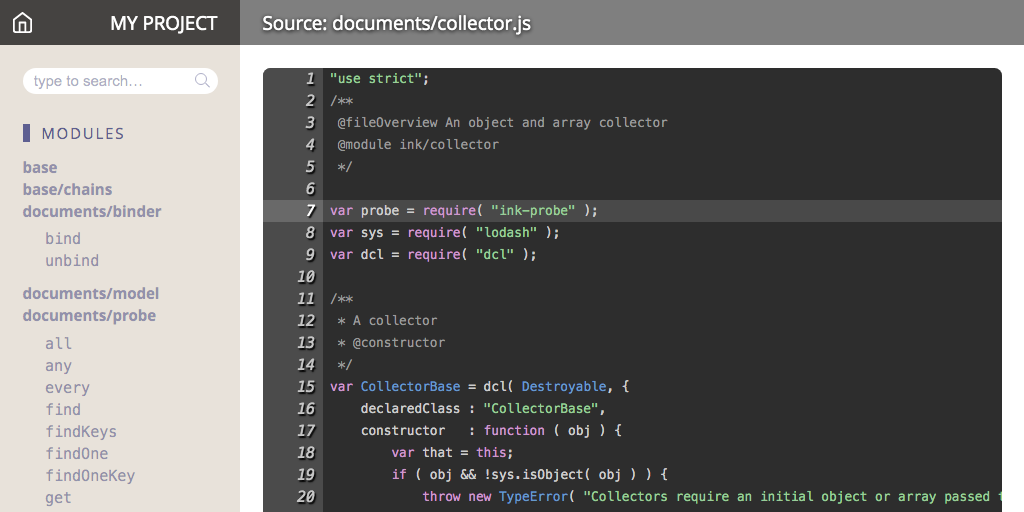 MY PROJECT
Source: documents/collector.js
type to search...
MODULES
base
base/chains
documents/binder
bind
unbind
documents/model
documents/probe
all
any
every
find
findKeys
findOne
findOneKey
get
1 "use strict";
2 /**
3  @fileOverview An object and array collector
4  @module ink/collector
5  */
6
7 var probe = require( "ink-probe" );
8 var sys = require( "lodash" );
9 var dcl = require( "dcl" );
10
11 /**
12  * A collector
13  * @constructor
14  */
15 var CollectorBase = dcl( Destroyable, {
16     declaredClass : "CollectorBase",
17     constructor   : function ( obj ) {
18         var that = this;
19         if ( obj && !sys.isObject( obj ) ) {
20             throw new TypeError( "Collectors require an initial object or array passed